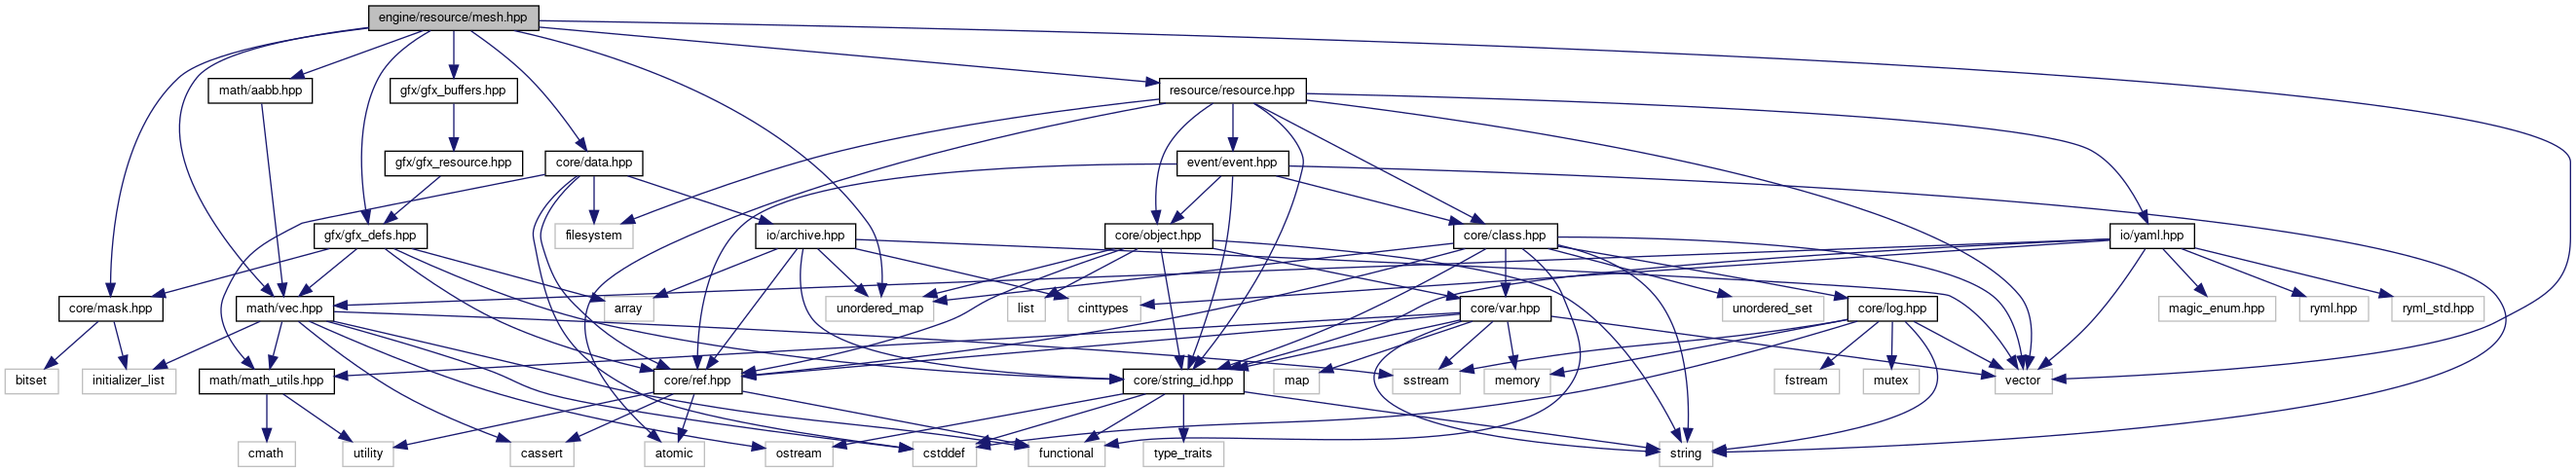 engine/resource/mesh.hpp
math/aabb.hpp
gfx/gfx_buffers.hpp
resource/resource.hpp
gfx/gfx_resource.hpp
core/data.hpp
event/event.hpp
gfx/gfx_defs.hpp
filesystem
io/archive.hpp
core/object.hpp
core/class.hpp
io/yaml.hpp
core/mask.hpp
math/vec.hpp
array
unordered_map
list
cinttypes
core/var.hpp
unordered_set
core/log.hpp
magic_enum.hpp
ryml.hpp
ryml_std.hpp
bitset
initializer_list
math/math_utils.hpp
core/ref.hpp
core/string_id.hpp
map
sstream
memory
fstream
mutex
vector
cmath
utility
cassert
atomic
ostream
cstddef
functional
type_traits
string